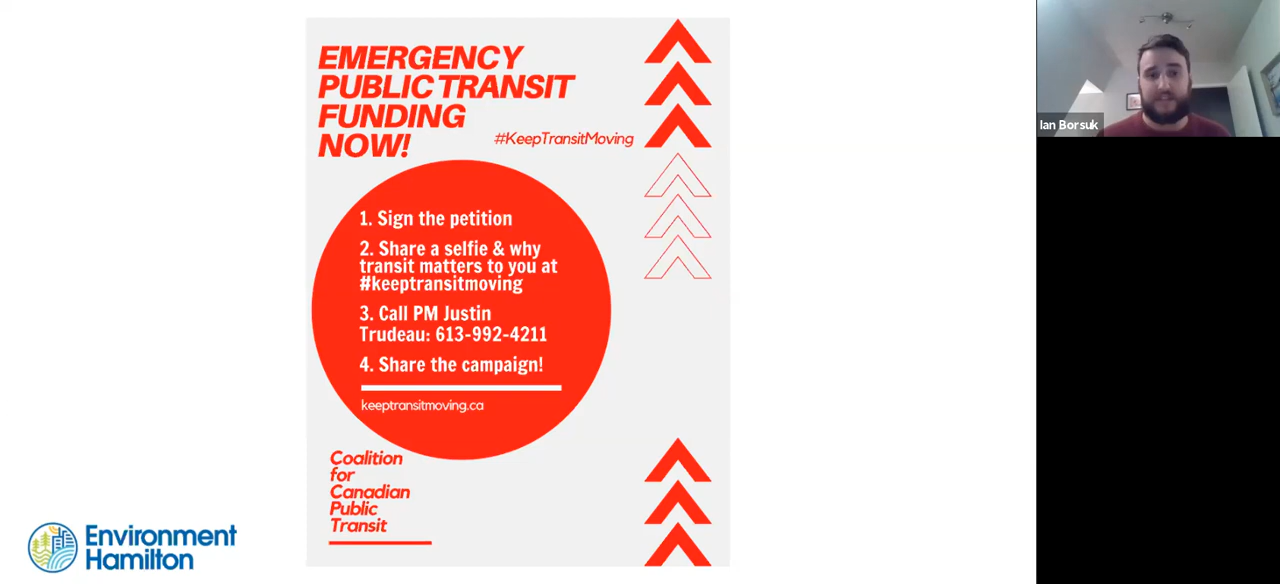 EMERGENCY
PUBLIC TRANSIT
FUNDING
NOW!
#KeepTransitMoving
1. Sign the petition
2. Share a selfie & why
transit matters to you at
#keeptransitmoving
3. Call PM Justin
Trudeau: 613-992-4211
4. Share the campaign!
keeptransitmoving.ca
Coalition
for
Canadian
Public
Transit
Environment
Hamilton
Ian Borsuk